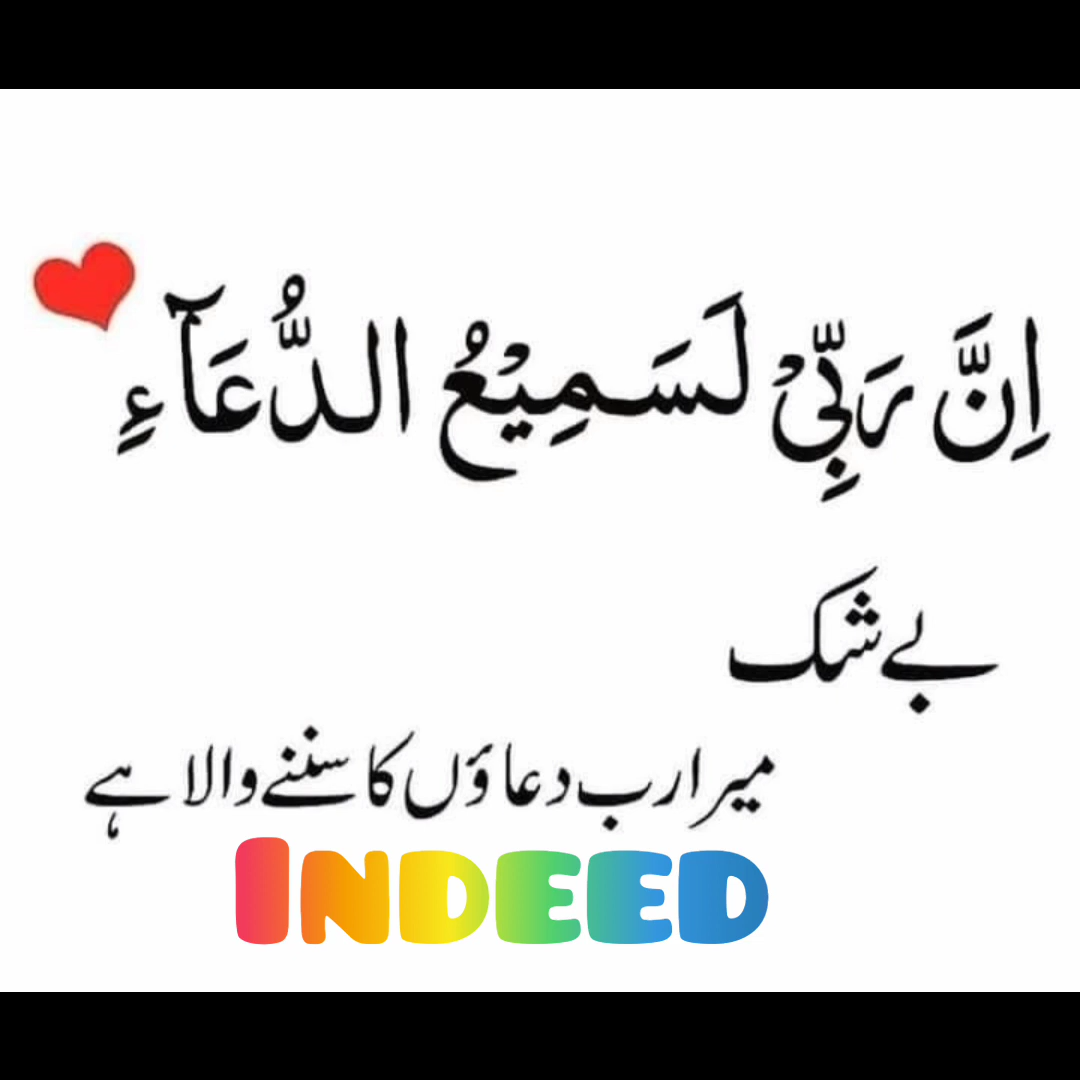 اِنَّ رَبِّيْ لَسَمِيْعُ الدُّعَآءِ
بے شک
میرا رب دعاؤں کا سننے والا ہے
INDEED